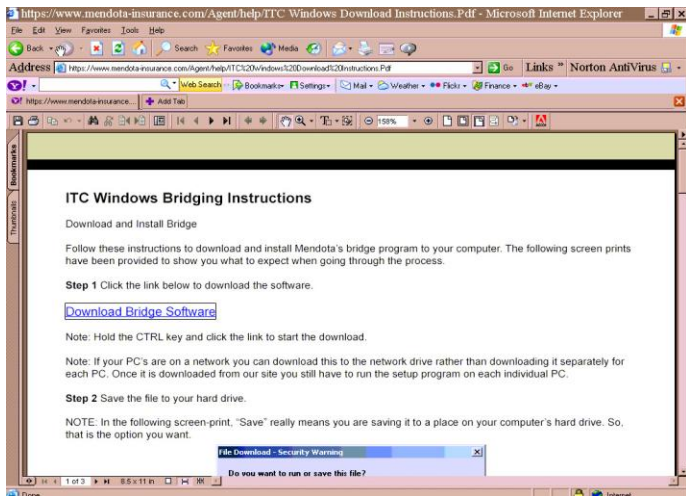 https://www.mendota-insurance.com/Agent/help/ITC Windows Download Instructions.Pdf - Microsoft Internet Explorer
File Edit View Favorites Tools Help
Back Search Favorites Media
Address https://www.mendota-insurance.com/Agent/help/ITC%20Windows%20Download%20Instructions.Pdf Go Links » Norton AntiVirus
Y! Web Search Bookmarks Settings Mail Weather Flickr Finance eBay
https://www.mendota-insurance... Add Tab
158%
Bookmarks
Thumbnails
ITC Windows Bridging Instructions
Download and Install Bridge
Follow these instructions to download and install Mendota's bridge program to your computer. The following screen prints
have been provided to show you what to expect when going through the process.
Step 1 Click the link below to download the software.
Download Bridge Software
Note: Hold the CTRL key and click the link to start the download.
Note: If your PC's are on a network you can download this to the network drive rather than downloading it separately for
each PC. Once it is downloaded from our site you still have to run the setup program on each individual PC.
Step 2 Save the file to your hard drive.
NOTE: In the following screen-print, “Save” really means you are saving it to a place on your computer's hard drive. So,
that is the option you want.
File Download - Security Warning
Do you want to run or save this file?
1 of 3 8.5 x 11 in
Done Internet